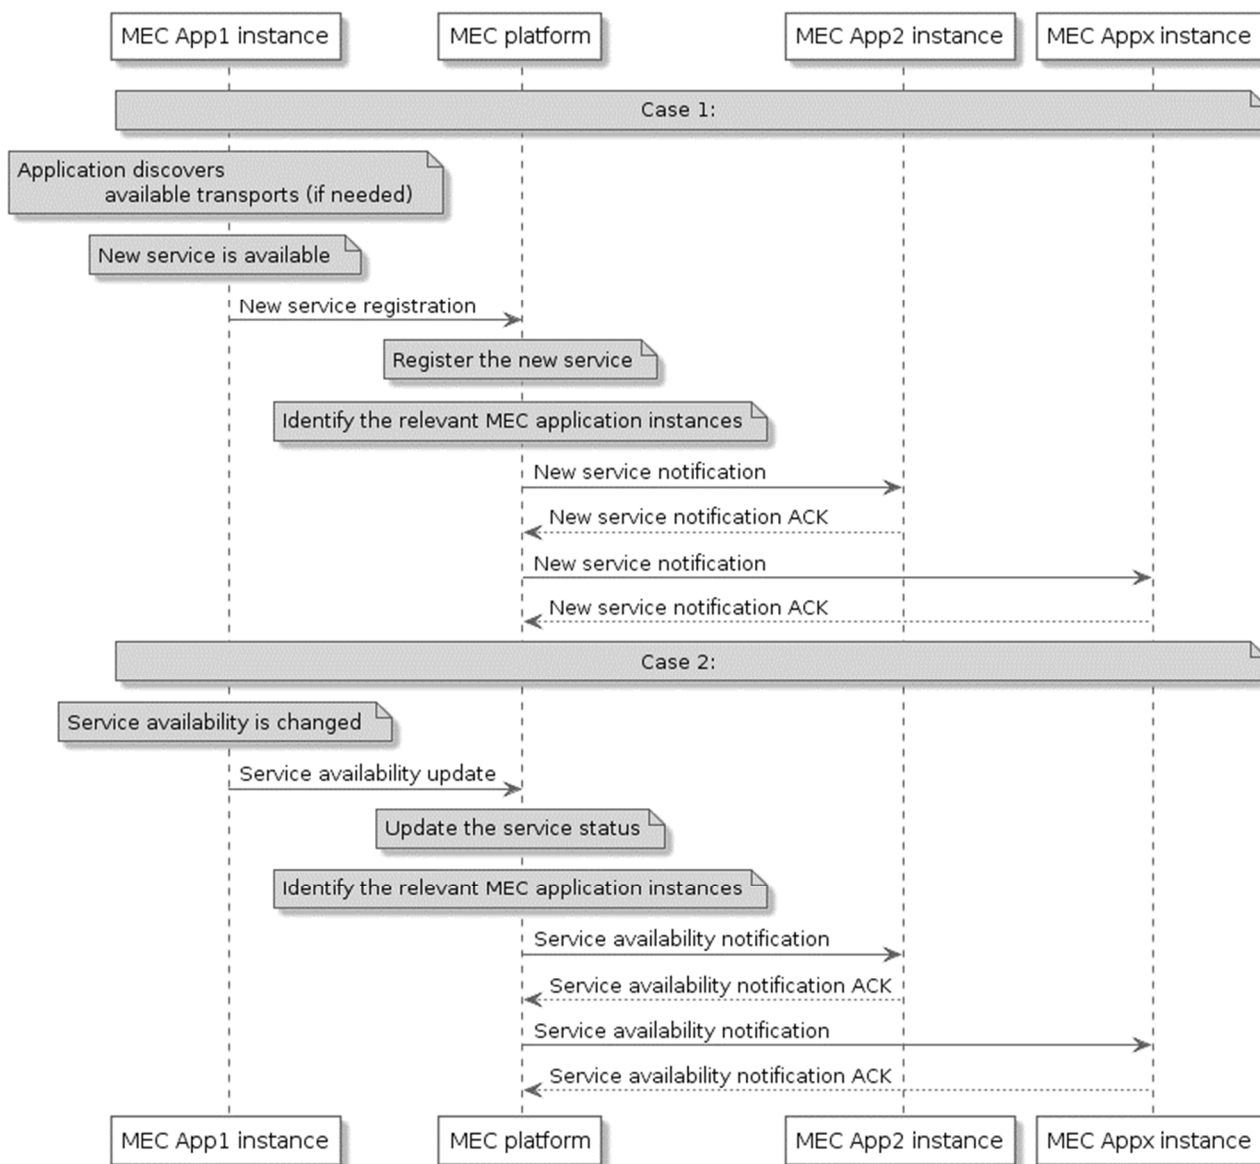 MEC App1 instance
MEC platform
MEC App2 instance
MEC Appx instance
Case 1:
Application discovers
available transports (if needed)
New service is available
New service registration
Register the new service
Identify the relevant MEC application instances
New service notification
New service notification ACK
New service notification
New service notification ACK
Case 2:
Service availability is changed
Service availability update
Update the service status
Identify the relevant MEC application instances
Service availability notification
Service availability notification ACK
Service availability notification
Service availability notification ACK
MEC App1 instance
MEC platform
MEC App2 instance
MEC Appx instance